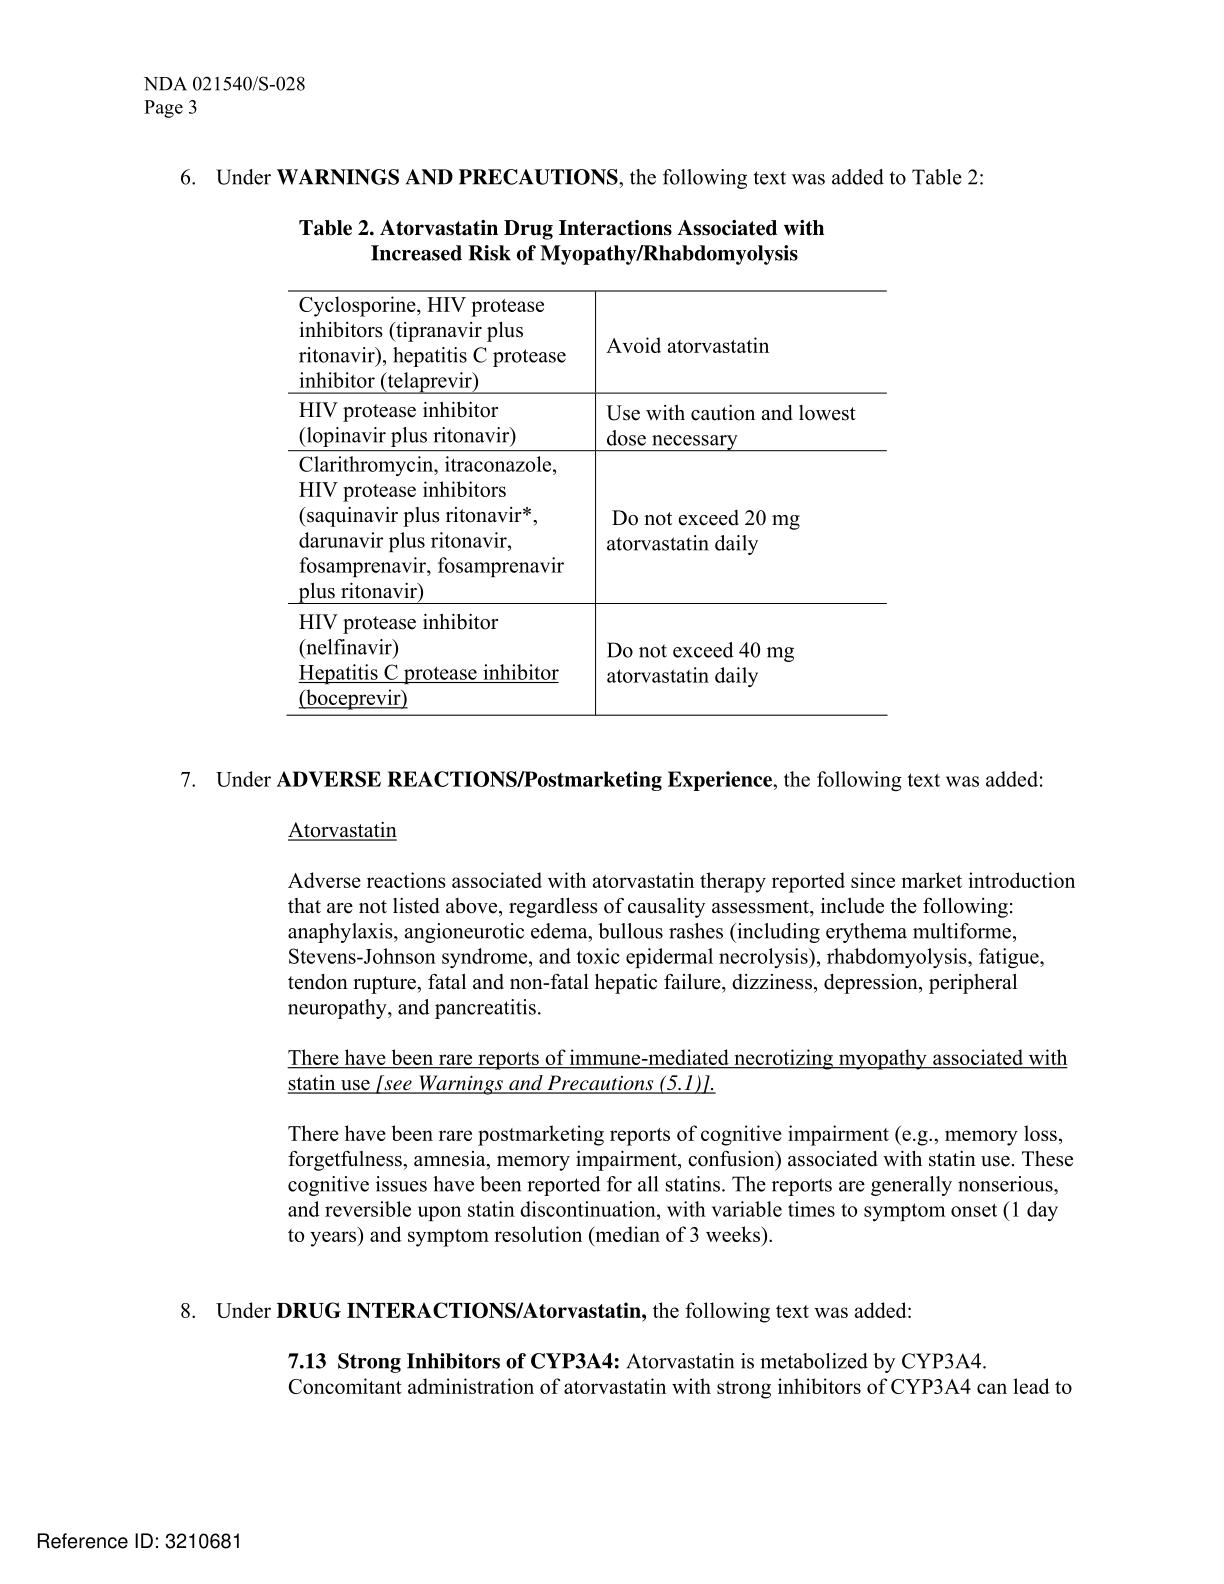 NDA 021540/S-028
Page 3
6. Under WARNINGS AND PRECAUTIONS, the following text was added to Table 2:
Table 2. Atorvastatin Drug Interactions Associated with
Increased Risk of Myopathy/Rhabdomyolysis
Cyclosporine, HIV protease
inhibitors (tipranavir plus
ritonavir), hepatitis C protease
inhibitor (telaprevir)
Avoid atorvastatin
HIV protease inhibitor
(lopinavir plus ritonavir)
Use with caution and lowest
dose necessary
Clarithromycin, itraconazole,
HIV protease inhibitors
(saquinavir plus ritonavir*,
darunavir plus ritonavir,
fosamprenavir, fosamprenavir
plus ritonavir)
Do not exceed 20 mg
atorvastatin daily
HIV protease inhibitor
(nelfinavir)
Hepatitis C protease inhibitor
(boceprevir)
Do not exceed 40 mg
atorvastatin daily
7. Under ADVERSE REACTIONS/Postmarketing Experience, the following text was added:
Atorvastatin
Adverse reactions associated with atorvastatin therapy reported since market introduction
that are not listed above, regardless of causality assessment, include the following:
anaphylaxis, angioneurotic edema, bullous rashes (including erythema multiforme,
Stevens-Johnson syndrome, and toxic epidermal necrolysis), rhabdomyolysis, fatigue,
tendon rupture, fatal and non-fatal hepatic failure, dizziness, depression, peripheral
neuropathy, and pancreatitis.
There have been rare reports of immune-mediated necrotizing myopathy associated with
statin use [see Warnings and Precautions (5.1)].
There have been rare postmarketing reports of cognitive impairment (e.g., memory loss,
forgetfulness, amnesia, memory impairment, confusion) associated with statin use. These
cognitive issues have been reported for all statins. The reports are generally nonserious,
and reversible upon statin discontinuation, with variable times to symptom onset (1 day
to years) and symptom resolution (median of 3 weeks).
8. Under DRUG INTERACTIONS/Atorvastatin, the following text was added:
7.13 Strong Inhibitors of CYP3A4: Atorvastatin is metabolized by CYP3A4.
Concomitant administration of atorvastatin with strong inhibitors of CYP3A4 can lead to
Reference ID: 3210681